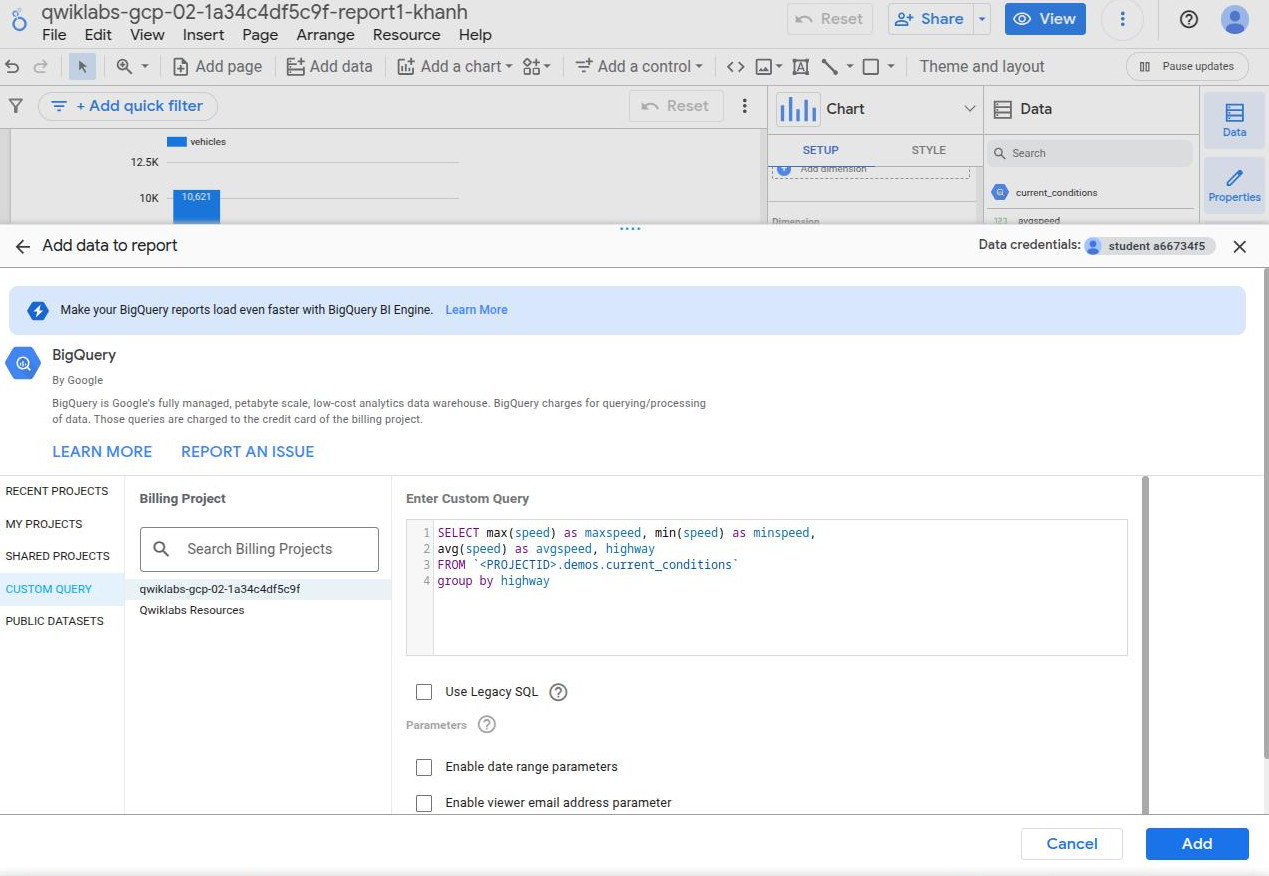 qwiklabs-gcp-02-1a34c4df5c9f-report1-khanh
Reset
Share
View
File Edit View Insert Page Arrange Resource Help
Add page
Add data
Add a chart
Add a control
Theme and layout
Pause updates
+ Add quick filter
Reset
Chart
Data
Data
vehicles
SETUP
STYLE
Search
12.5K
Add dimension
10K
10,621
current_conditions
Properties
Dimension
123 avgspeed
Add data to report
Data credentials: student a66734f5
Make your BigQuery reports load even faster with BigQuery BI Engine. Learn More
BigQuery
By Google
BigQuery is Google's fully managed, petabyte scale, low-cost analytics data warehouse. BigQuery charges for querying/processing
of data. Those queries are charged to the credit card of the billing project.
LEARN MORE
REPORT AN ISSUE
RECENT PROJECTS
MY PROJECTS
SHARED PROJECTS
CUSTOM QUERY
PUBLIC DATASETS
Billing Project
Search Billing Projects
qwiklabs-gcp-02-1a34c4df5c9f
Qwiklabs Resources
Enter Custom Query
1 SELECT max(speed) as maxspeed, min(speed) as minspeed,
2 avg(speed) as avgspeed, highway
3 FROM `<PROJECTID>.demos.current_conditions`
4 group by highway
Use Legacy SQL
Parameters
Enable date range parameters
Enable viewer email address parameter
Cancel
Add